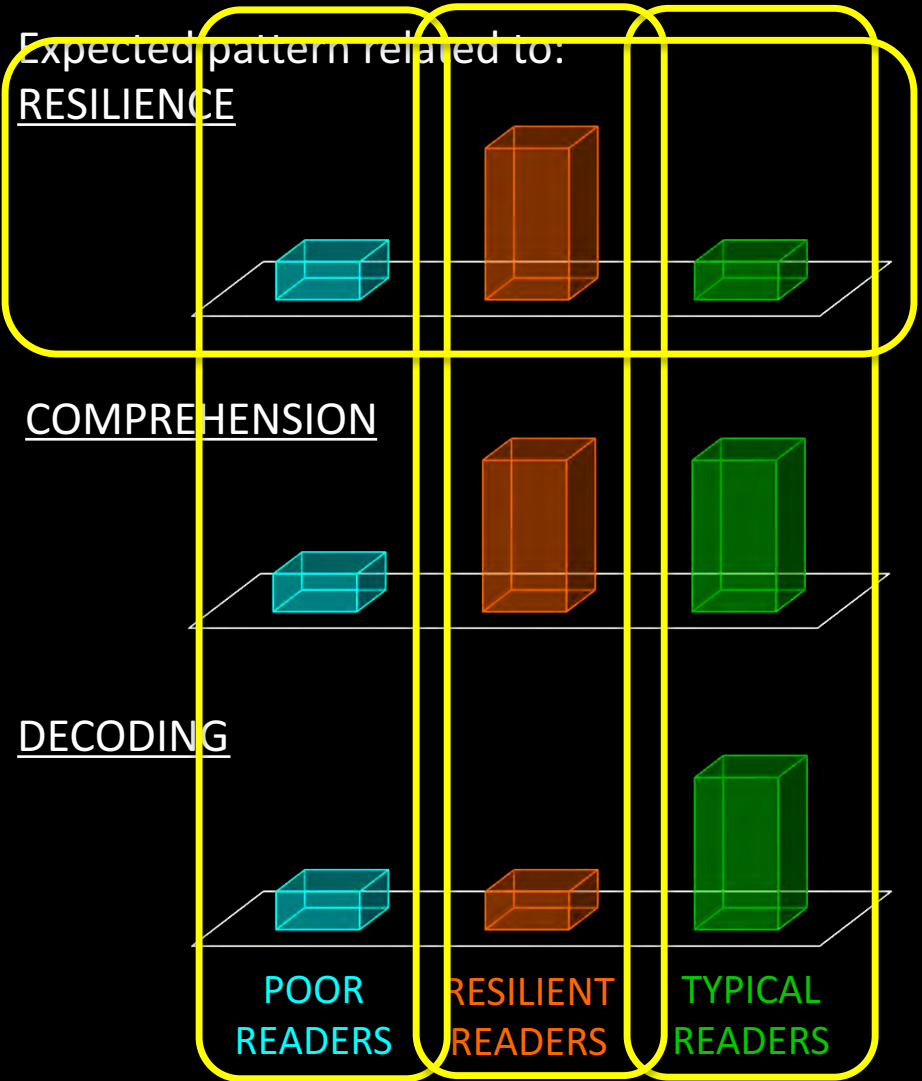 Expected pattern related to:
RESILIENCE
COMPREHENSION
DECODING
POOR
READERS
RESILIENT
READERS
TYPICAL
READERS